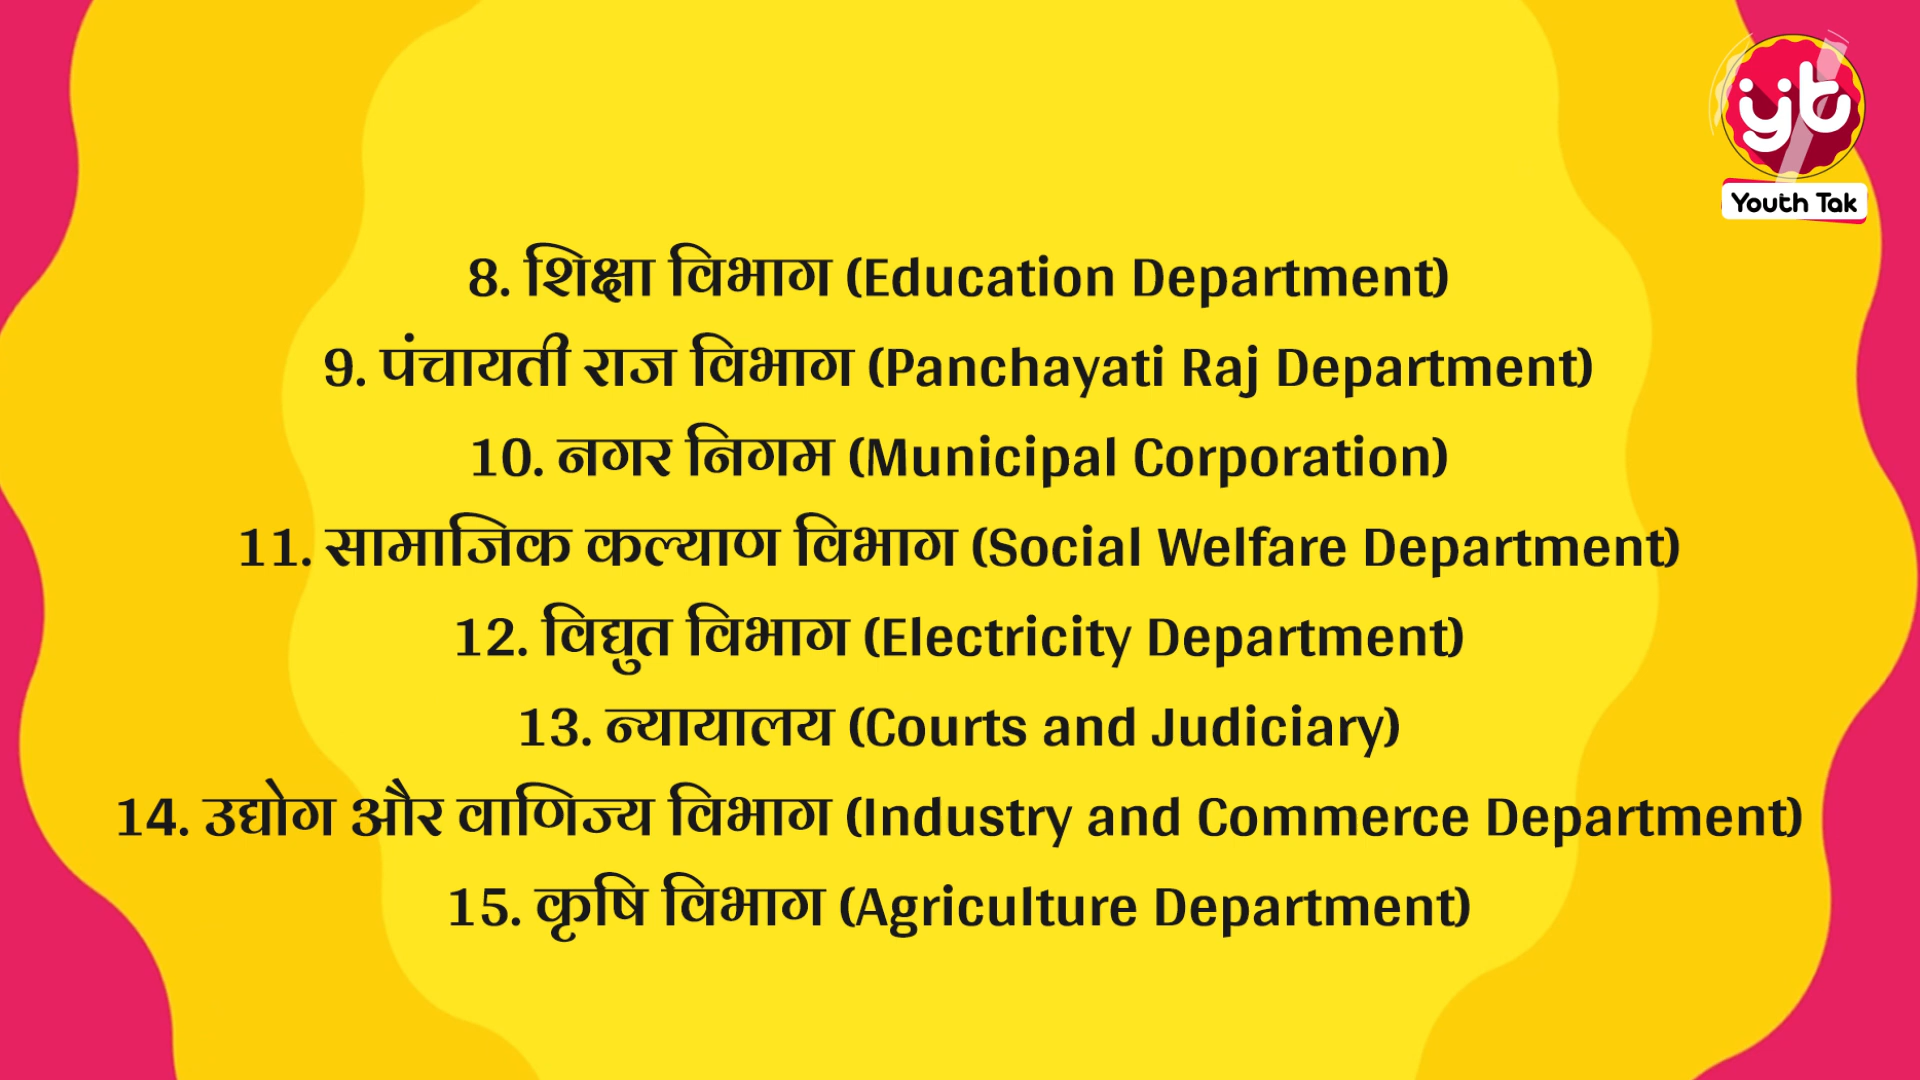 yt
Youth Tak
8. शिक्षा विभाग (Education Department)
9. पंचायती राज विभाग (Panchayati Raj Department)
10. नगर निगम (Municipal Corporation)
11. सामाजिक कल्याण विभाग (Social Welfare Department)
12. विद्युत विभाग (Electricity Department)
13. न्यायालय (Courts and Judiciary)
14. उद्योग और वाणिज्य विभाग (Industry and Commerce Department)
15. कृषि विभाग (Agriculture Department)